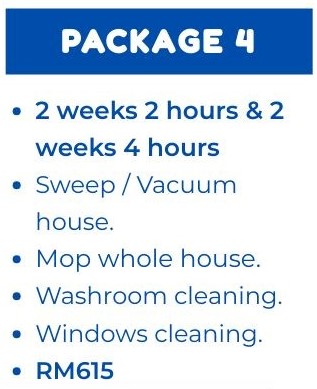 PACKAGE 4
• 2 weeks 2 hours & 2
weeks 4 hours
• Sweep / Vacuum
house.
• Mop whole house.
• Washroom cleaning.
• Windows cleaning.
• RM615